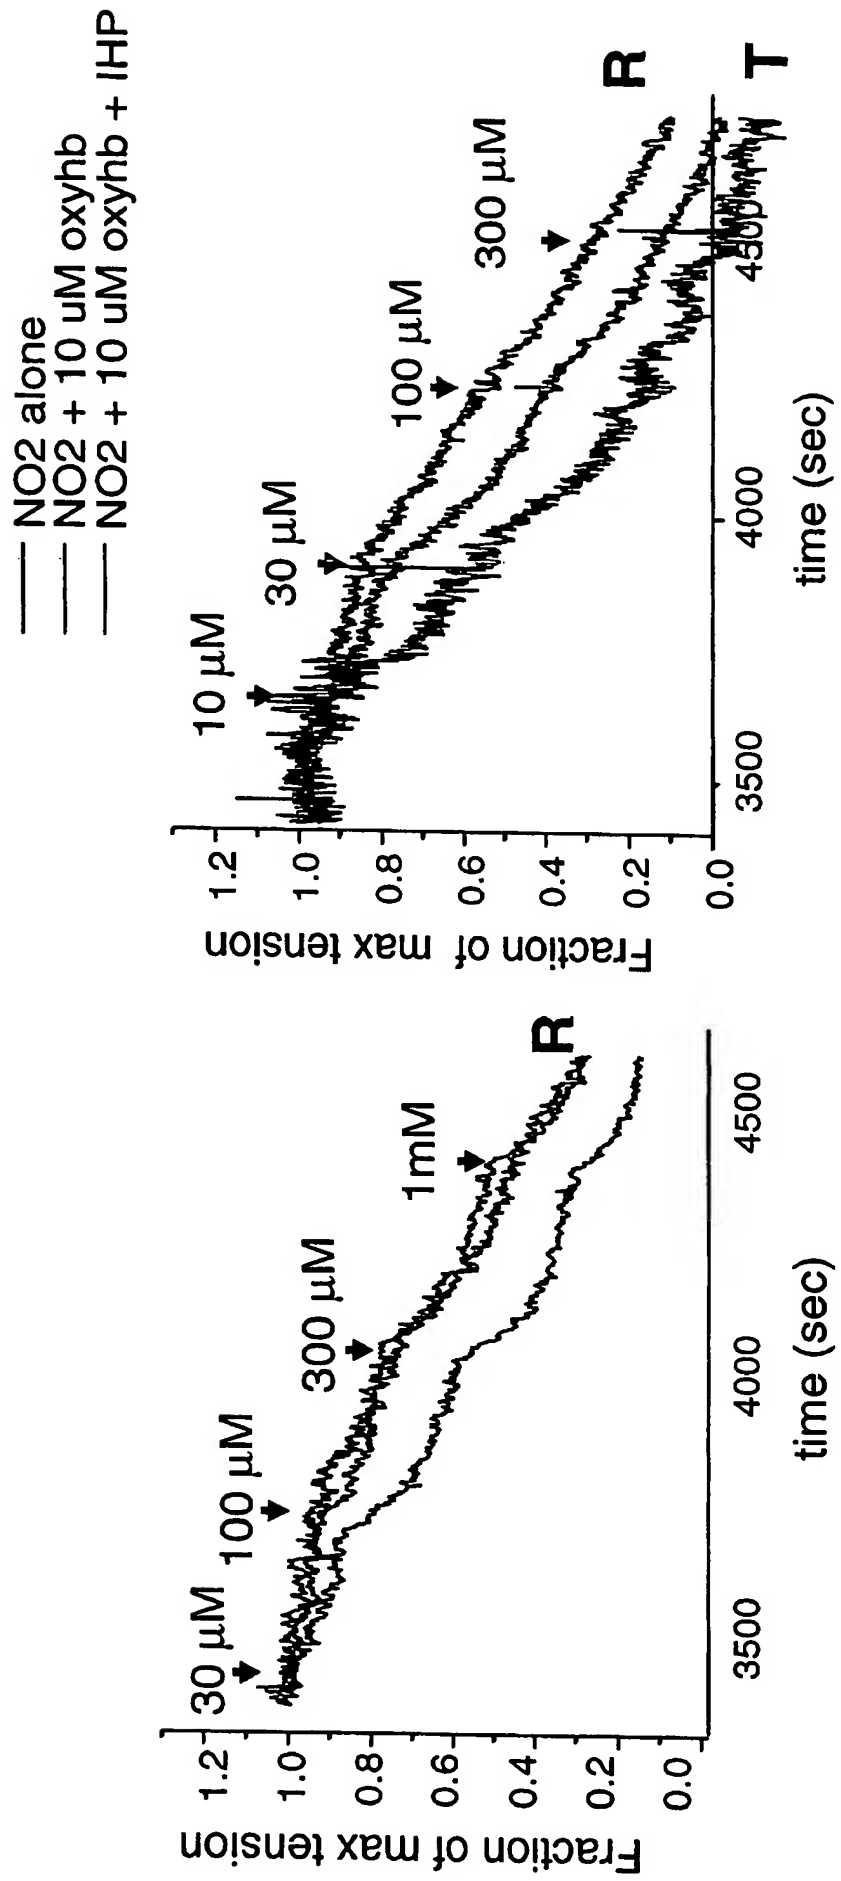 NO2 alone
NO2 + 10 uM oxyhb
NO2 + 10 uM oxyhb + IHP
Fraction of max tension
1.2
1.0
0.8
0.6
0.4
0.2
0.0
30 μM
100 μM
300 μM
1mM
R
3500
4000
4500
time (sec)
Fraction of max tension
1.2
1.0
0.8
0.6
0.4
0.2
0.0
10 μM
30 μM
100 μM
300 μM
R
T
3500
4000
4500
time (sec)